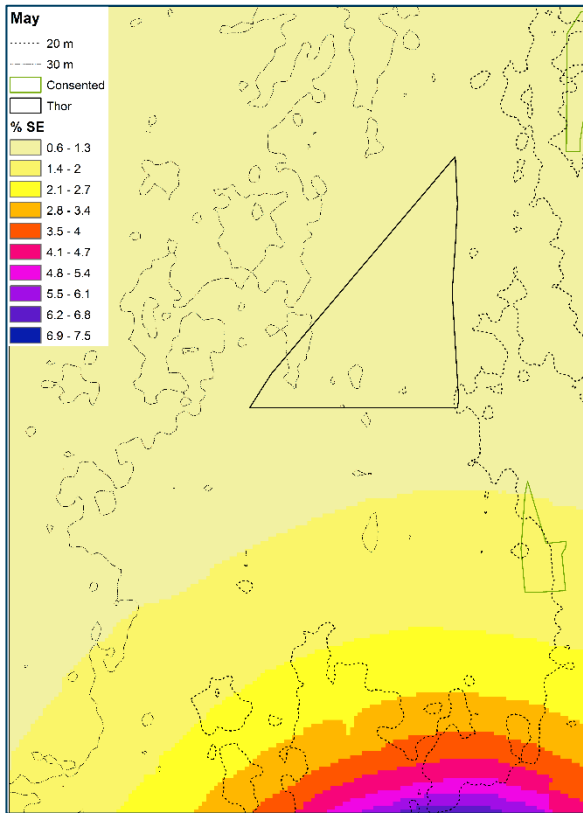 May
20 m
30 m
Consented
Thor
% SE
0.6 - 1.3
1.4 - 2
2.1 - 2.7
2.8 - 3.4
3.5 - 4
4.1 - 4.7
4.8 - 5.4
5.5 - 6.1
6.2 - 6.8
6.9 - 7.5